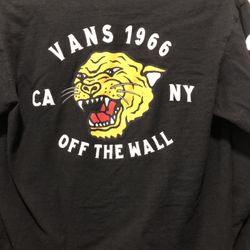 VANS 1966
CA NY
OFF THE WALL